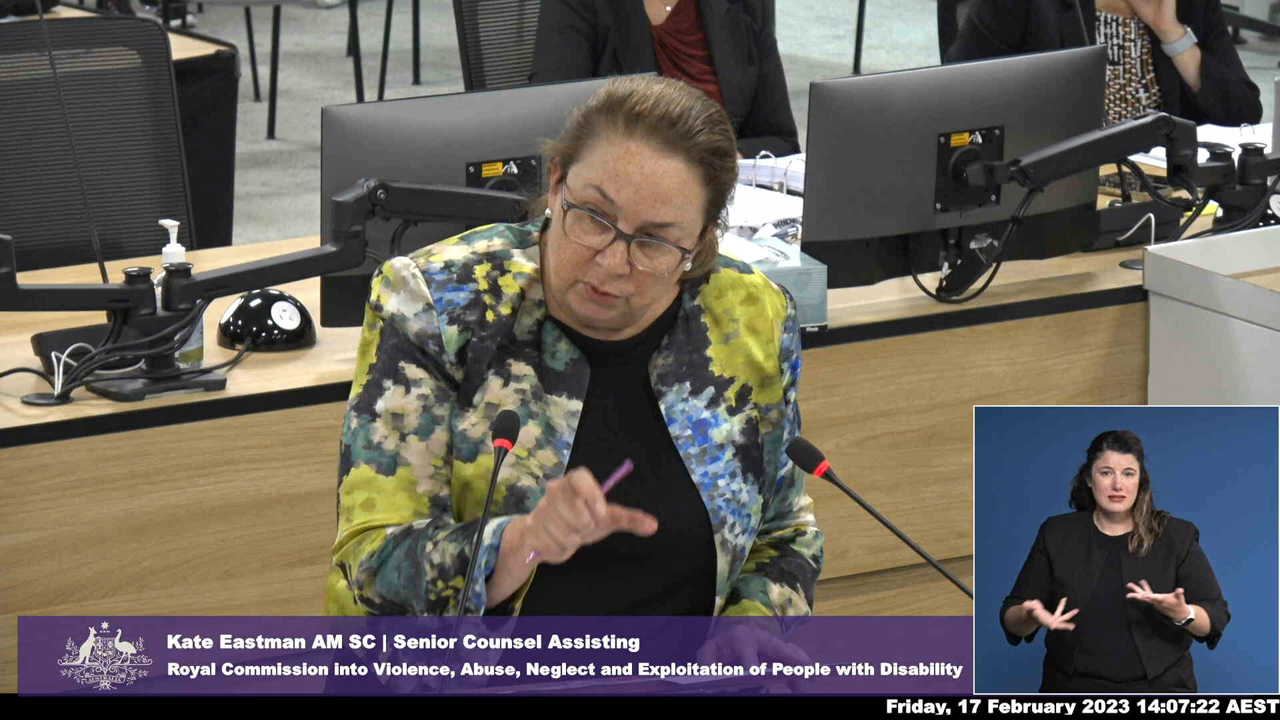 Kate Eastman AM SC | Senior Counsel Assisting
Royal Commission into Violence, Abuse, Neglect and Exploitation of People with Disability
Friday, 17 February 2023 14:07:22 AEST